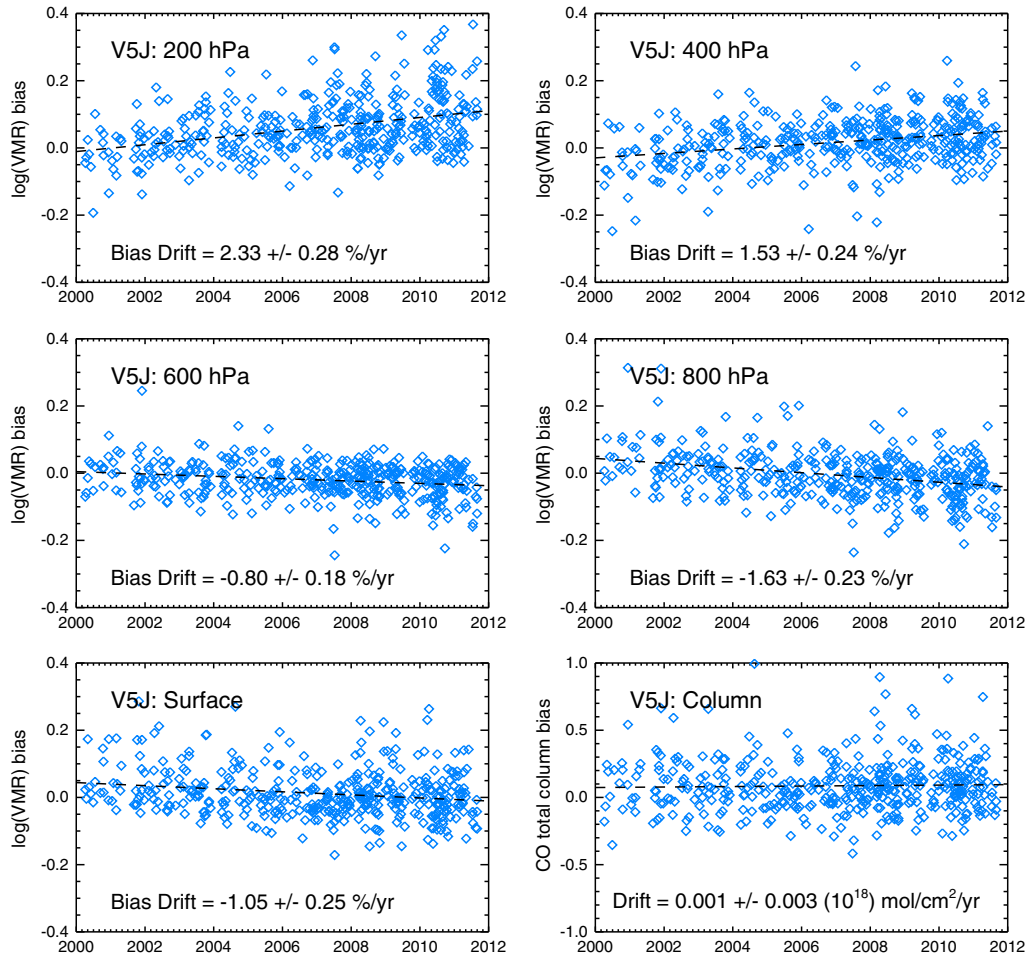 V5J: 200 hPa
log(VMR) bias
0.4
0.2
0.0
-0.2
-0.4
Bias Drift = 2.33 +/- 0.28 %/yr
2000 2002 2004 2006 2008 2010 2012
V5J: 400 hPa
log(VMR) bias
0.4
0.2
0.0
-0.2
-0.4
Bias Drift = 1.53 +/- 0.24 %/yr
2000 2002 2004 2006 2008 2010 2012
V5J: 600 hPa
log(VMR) bias
0.4
0.2
0.0
-0.2
-0.4
Bias Drift = -0.80 +/- 0.18 %/yr
2000 2002 2004 2006 2008 2010 2012
V5J: 800 hPa
log(VMR) bias
0.4
0.2
0.0
-0.2
-0.4
Bias Drift = -1.63 +/- 0.23 %/yr
2000 2002 2004 2006 2008 2010 2012
V5J: Surface
log(VMR) bias
0.4
0.2
0.0
-0.2
-0.4
Bias Drift = -1.05 +/- 0.25 %/yr
2000 2002 2004 2006 2008 2010 2012
V5J: Column
CO total column bias
1.0
0.5
0.0
-0.5
-1.0
Drift = 0.001 +/- 0.003 (10^18) mol/cm^2/yr
2000 2002 2004 2006 2008 2010 2012